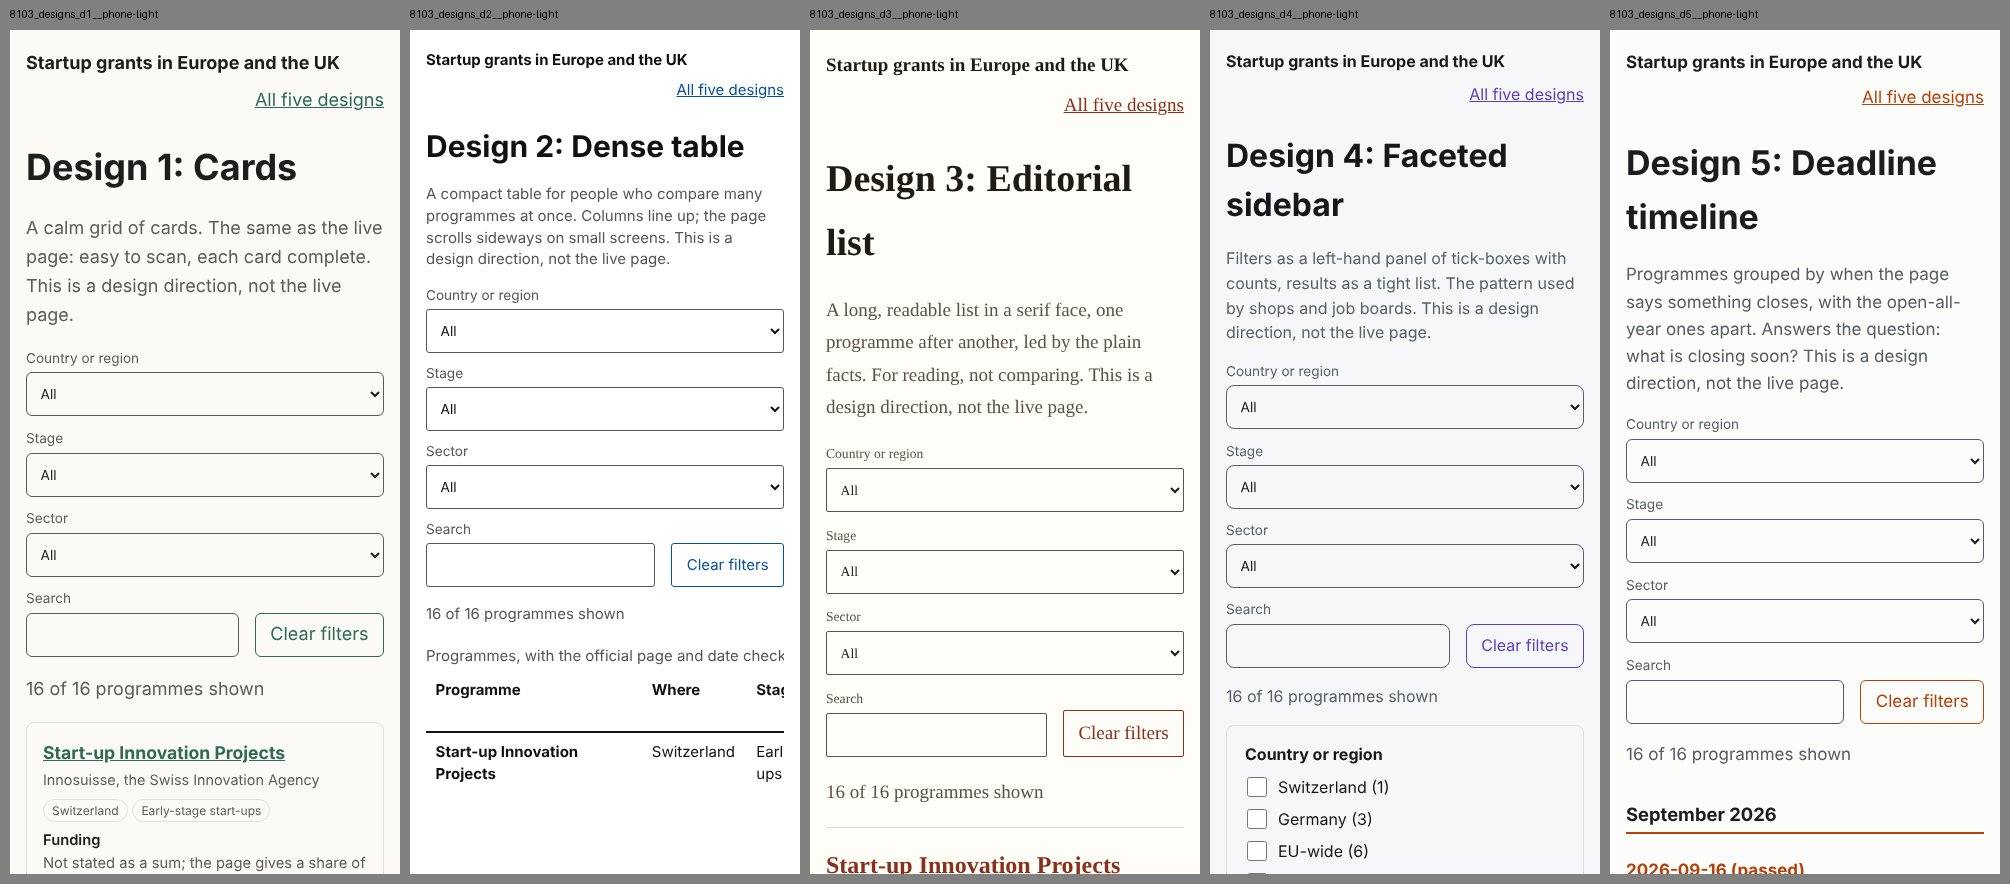 8103_designs_d1__phone-light
Startup grants in Europe and the UK
All five designs
Design 1: Cards
A calm grid of cards. The same as the live
page: easy to scan, each card complete.
This is a design direction, not the live
page.
Country or region
All
Stage
All
Sector
All
Search
Clear filters
16 of 16 programmes shown
Start-up Innovation Projects
Innosuisse, the Swiss Innovation Agency
Switzerland
Early-stage start-ups
Funding
Not stated as a sum; the page gives a share of
8103_designs_d2__phone-light
Startup grants in Europe and the UK
All five designs
Design 2: Dense table
A compact table for people who compare many
programmes at once. Columns line up; the page
scrolls sideways on small screens. This is a
design direction, not the live page.
Country or region
All
Stage
All
Sector
All
Search
Clear filters
16 of 16 programmes shown
Programmes, with the official page and date check
Programme Where Stag
Start-up Innovation Switzerland Earl
Projects ups
8103_designs_d3__phone-light
Startup grants in Europe and the UK
All five designs
Design 3: Editorial
list
A long, readable list in a serif face, one
programme after another, led by the plain
facts. For reading, not comparing. This is a
design direction, not the live page.
Country or region
All
Stage
All
Sector
All
Search
Clear filters
16 of 16 programmes shown
Start-up Innovation Projects
8103_designs_d4__phone-light
Startup grants in Europe and the UK
All five designs
Design 4: Faceted
sidebar
Filters as a left-hand panel of tick-boxes with
counts, results as a tight list. The pattern used
by shops and job boards. This is a design
direction, not the live page.
Country or region
All
Stage
All
Sector
All
Search
Clear filters
16 of 16 programmes shown
Country or region
Switzerland (1)
Germany (3)
EU-wide (6)
8103_designs_d5__phone-light
Startup grants in Europe and the UK
All five designs
Design 5: Deadline
timeline
Programmes grouped by when the page
says something closes, with the open-all-
year ones apart. Answers the question:
what is closing soon? This is a design
direction, not the live page.
Country or region
All
Stage
All
Sector
All
Search
Clear filters
16 of 16 programmes shown
September 2026
2026-09-16 (passed)